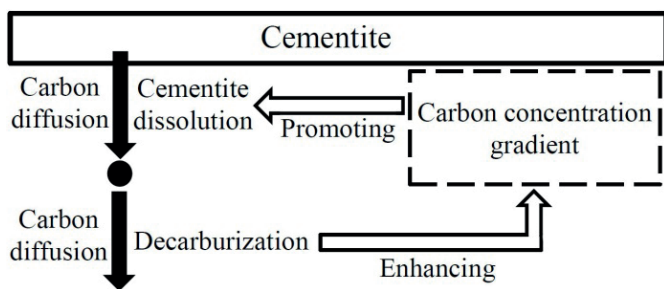 Cementite
Carbon
diffusion
Cementite
dissolution
Promoting
Carbon concentration
gradient
Carbon
diffusion
Decarburization
Enhancing